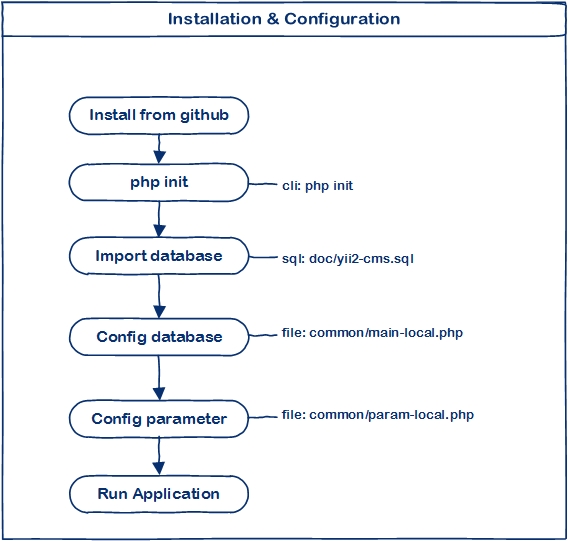 Installation & Configuration
Install from github
php init
cli: php init
Import database
sql: doc/yii2-cms.sql
Config database
file: common/main-local.php
Config parameter
file: common/param-local.php
Run Application